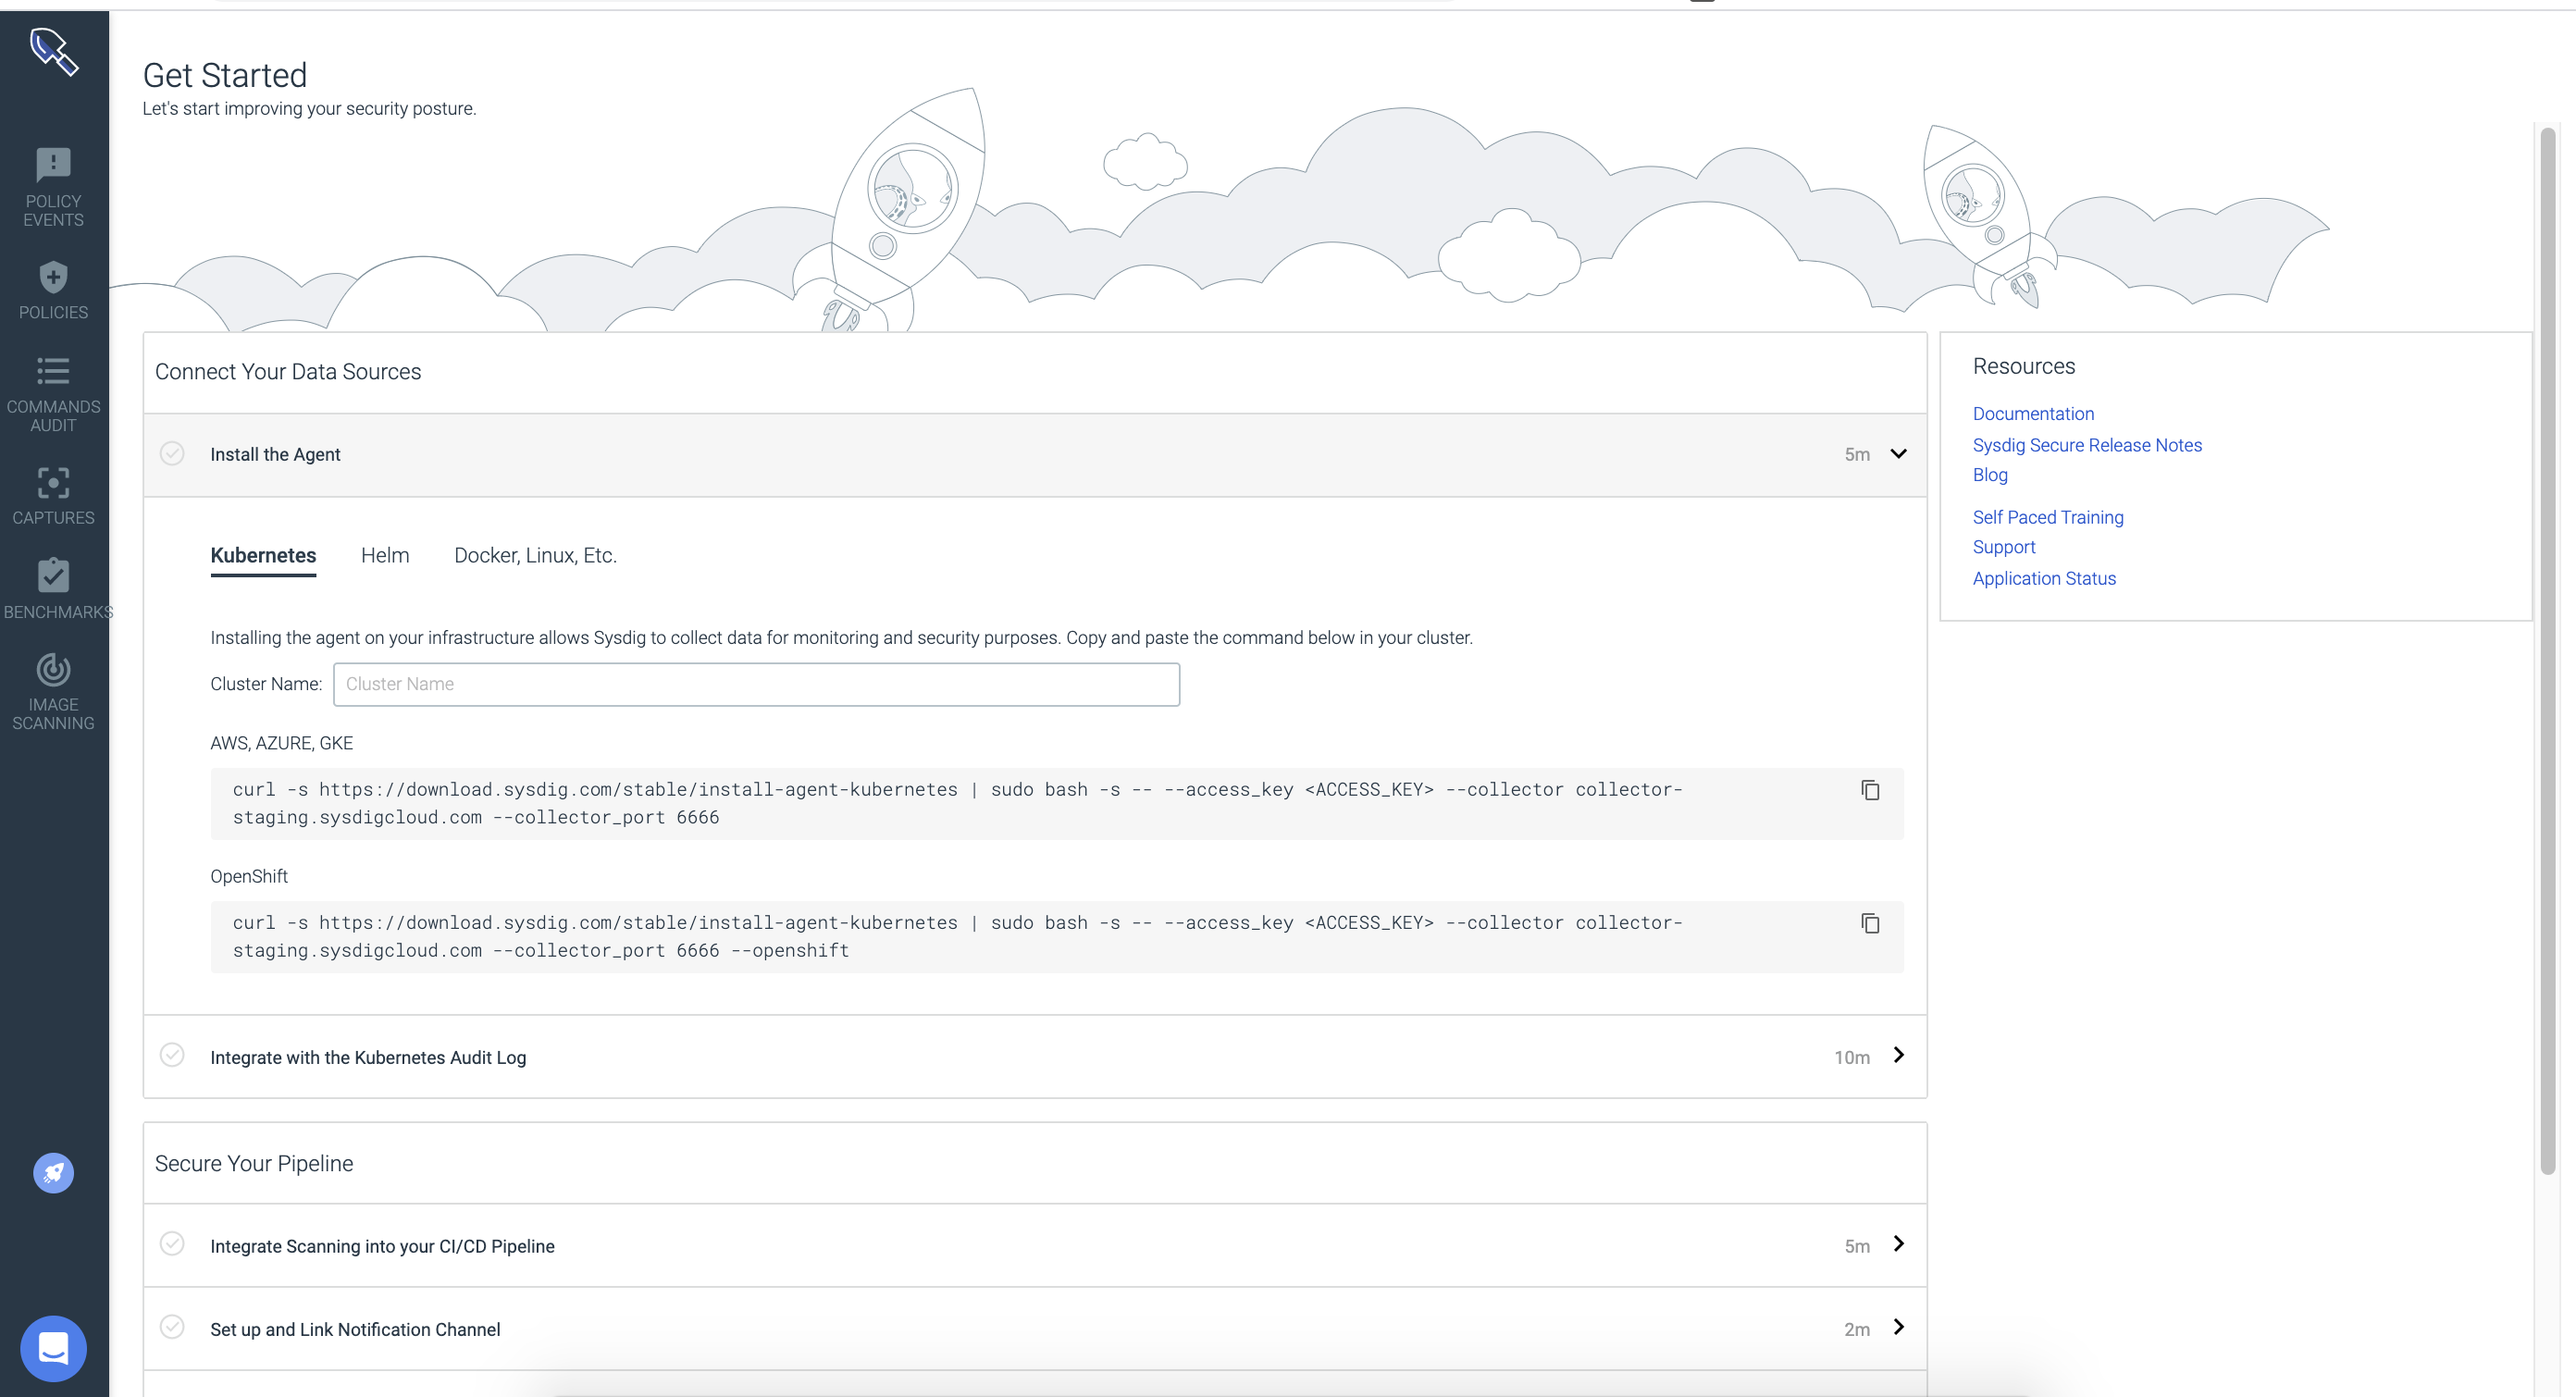 Get Started
Let's start improving your security posture.
POLICY
EVENTS
POLICIES
COMMANDS
AUDIT
CAPTURES
BENCHMARKS
IMAGE
SCANNING
Connect Your Data Sources
Install the Agent 5m
Kubernetes Helm Docker, Linux, Etc.
Installing the agent on your infrastructure allows Sysdig to collect data for monitoring and security purposes. Copy and paste the command below in your cluster.
Cluster Name: Cluster Name
AWS, AZURE, GKE
curl -s https://download.sysdig.com/stable/install-agent-kubernetes | sudo bash -s -- --access_key <ACCESS_KEY> --collector collector-
staging.sysdigcloud.com --collector_port 6666
OpenShift
curl -s https://download.sysdig.com/stable/install-agent-kubernetes | sudo bash -s -- --access_key <ACCESS_KEY> --collector collector-
staging.sysdigcloud.com --collector_port 6666 --openshift
Integrate with the Kubernetes Audit Log 10m
Secure Your Pipeline
Integrate Scanning into your CI/CD Pipeline 5m
Set up and Link Notification Channel 2m
Resources
Documentation
Sysdig Secure Release Notes
Blog
Self Paced Training
Support
Application Status